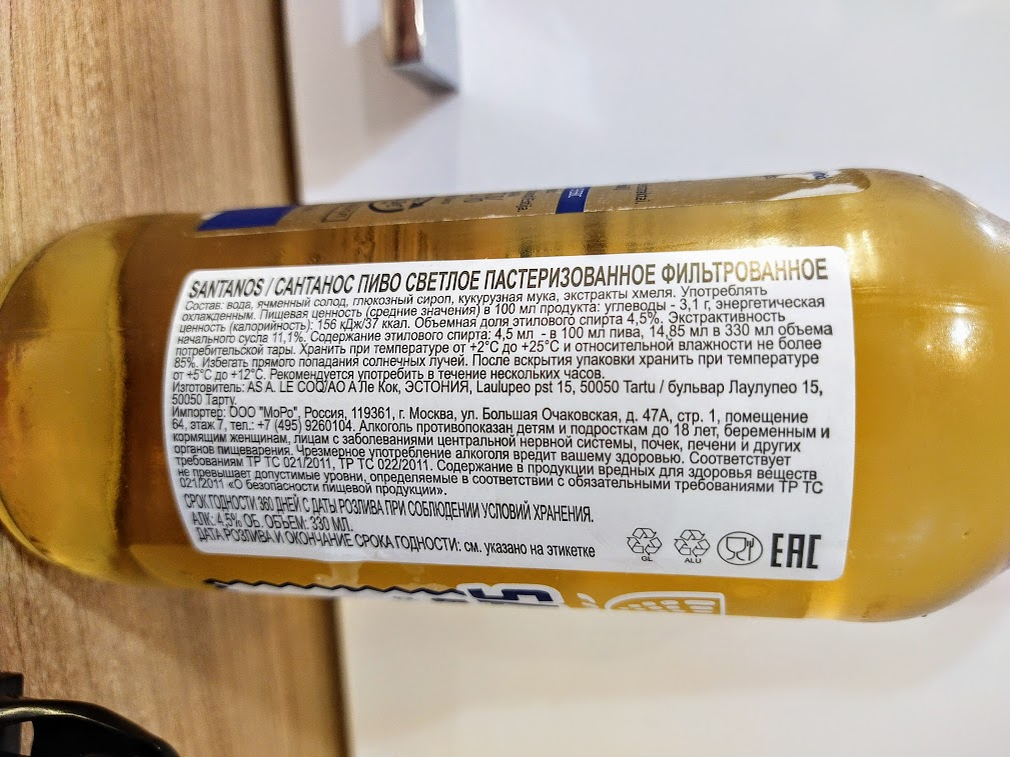 SANTANOS / САНТАНОС ПИВО СВЕТЛОЕ ПАСТЕРИЗОВАННОЕ ФИЛЬТРОВАННОЕ
Состав: вода, ячменный солод, глюкозный сироп, кукурузная мука, экстракты хмеля. Употреблять
охлажденным. Пищевая ценность (средние значения) в 100 мл продукта: углеводы - 3,1 г, энергетическая
ценность (калорийность): 156 кДж/37 ккал. Объемная доля этилового спирта 4,5%. Экстрактивность
начального сусла 11,1%. Содержание этилового спирта: 4,5 мл - в 100 мл пива, 14,85 мл в 330 мл объема
потребительской тары. Хранить при температуре от +2°С до +25°С и относительной влажности не более
85%. Избегать прямого попадания солнечных лучей. После вскрытия упаковки хранить при температуре
от +5°С до +12°С. Рекомендуется употребить в течение нескольких часов.
Изготовитель: AS A. LE COQ/АО А Ле Кок, ЭСТОНИЯ, Laulupeo pst 15, 50050 Tartu / бульвар Лаулупео 15,
50050 Тарту.
Импортер: ООО "МоРо", Россия, 119361, г. Москва, ул. Большая Очаковская, д. 47А, стр. 1, помещение
64, этаж 7, тел.: +7 (495) 9260104. Алкоголь противопоказан детям и подросткам до 18 лет, беременным и
кормящим женщинам, лицам с заболеваниями центральной нервной системы, почек, печени и других
органов пищеварения. Чрезмерное употребление алкоголя вредит вашему здоровью. Соответствует
требованиям ТР ТС 021/2011, ТР ТС 022/2011. Содержание в продукции вредных для здоровья веществ
не превышает допустимые уровни, определяемые в соответствии с обязательными требованиями ТР ТС
021/2011 «О безопасности пищевой продукции».
СРОК ГОДНОСТИ: 360 ДНЕЙ С ДАТЫ РОЗЛИВА ПРИ СОБЛЮДЕНИИ УСЛОВИЙ ХРАНЕНИЯ.
АЛК: 4,5% ОБ. ОБЪЕМ: 330 МЛ.
ДАТА РОЗЛИВА И ОКОНЧАНИЕ СРОКА ГОДНОСТИ: см. указано на этикетке
GL ALU EAC